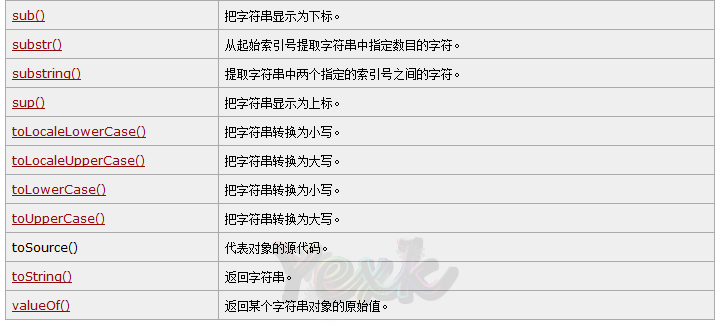 sub() 把字符串显示为下标。
substr() 从起始索引号提取字符串中指定数目的字符。
substring() 提取字符串中两个指定的索引号之间的字符。
sup() 把字符串显示为上标。
toLocaleLowerCase() 把字符串转换为小写。
toLocaleUpperCase() 把字符串转换为大写。
toLowerCase() 把字符串转换为小写。
toUpperCase() 把字符串转换为大写。
toSource() 代表对象的源代码。
toString() 返回字符串。
valueOf() 返回某个字符串对象的原始值。